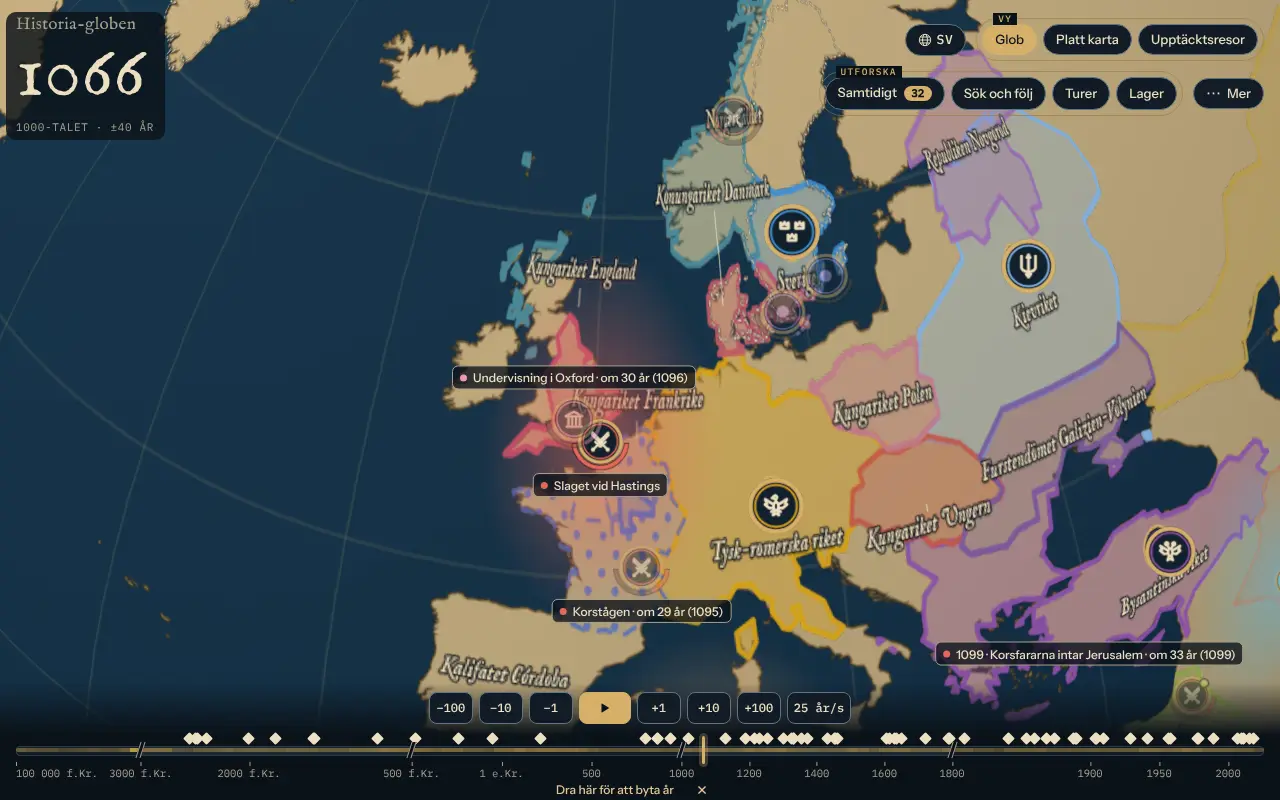 Historia-globen
1066
1000-TALET · ±40 ÅR
VY
SV
Glob
Platt karta
Upptäcktsresor
UTFORSKA
Samtidigt 32
Sök och följ
Turer
Lager
··· Mer
Republiken Novgorod
Konungariket Danmark
Kungariket England
Sverige
Kievriket
Undervisning i Oxford · om 30 år (1096)
Kungariket Frankrike
Kungariket Polen
Furstendömet Galizien-Volynien
Slaget vid Hastings
Kungariket Ungern
Tysk-romerska riket
Bysantinska riket
Korstågen · om 29 år (1095)
1099 · Korsfararna intar Jerusalem · om 33 år (1099)
Kalifatet Córdoba
−100
−10
−1
+1
+10
+100
25 år/s
100 000 f.Kr.
3000 f.Kr.
2000 f.Kr.
500 f.Kr.
1 e.Kr.
500
1000
1200
1400
1600
1800
1900
1950
2000
Dra här för att byta år ×